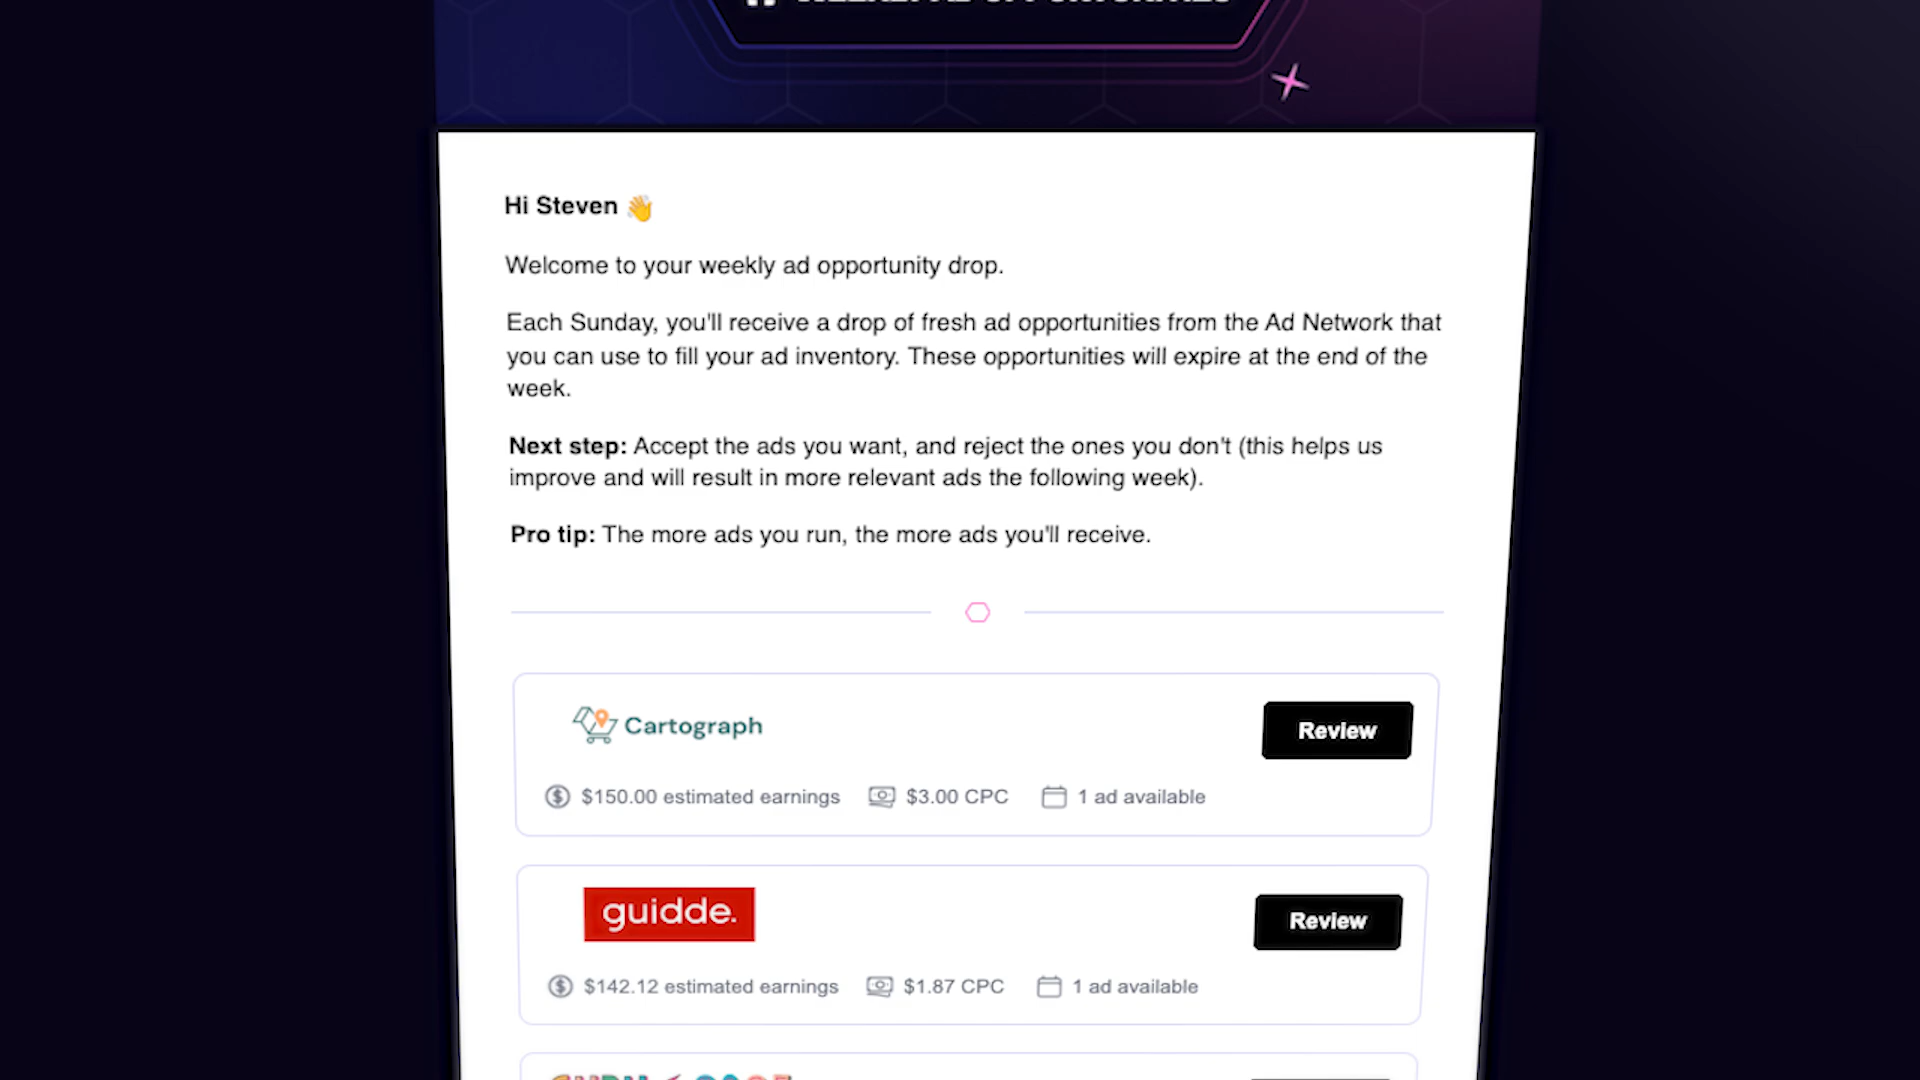 Hi Steven 👋
Welcome to your weekly ad opportunity drop.
Each Sunday, you'll receive a drop of fresh ad opportunities from the Ad Network that
you can use to fill your ad inventory. These opportunities will expire at the end of the
week.
Next step: Accept the ads you want, and reject the ones you don't (this helps us
improve and will result in more relevant ads the following week).
Pro tip: The more ads you run, the more ads you'll receive.
Cartograph
Review
$150.00 estimated earnings $3.00 CPC 1 ad available
guidde.
Review
$142.12 estimated earnings $1.87 CPC 1 ad available